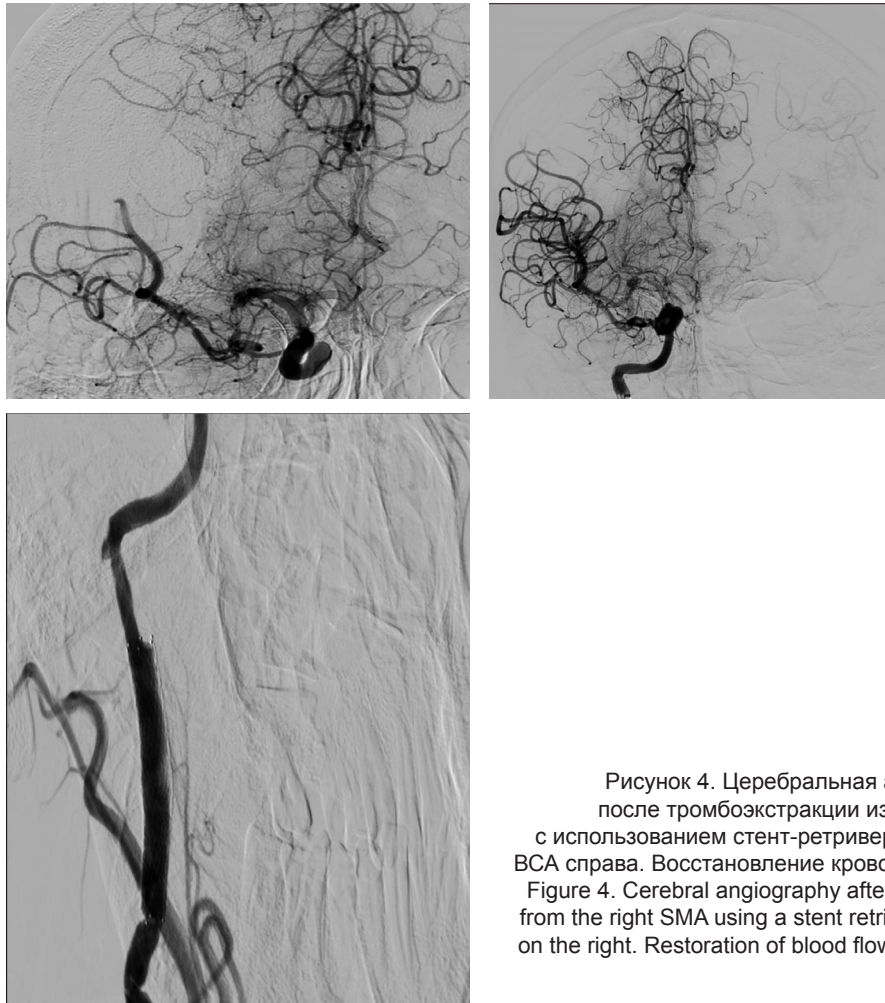 Рисунок 4. Церебральная
после тромбоэкстракции из
с использованием стент-ретривер
ВСА справа. Восстановление крово
Figure 4. Cerebral angiography after
from the right SMA using a stent retri
on the right. Restoration of blood flow